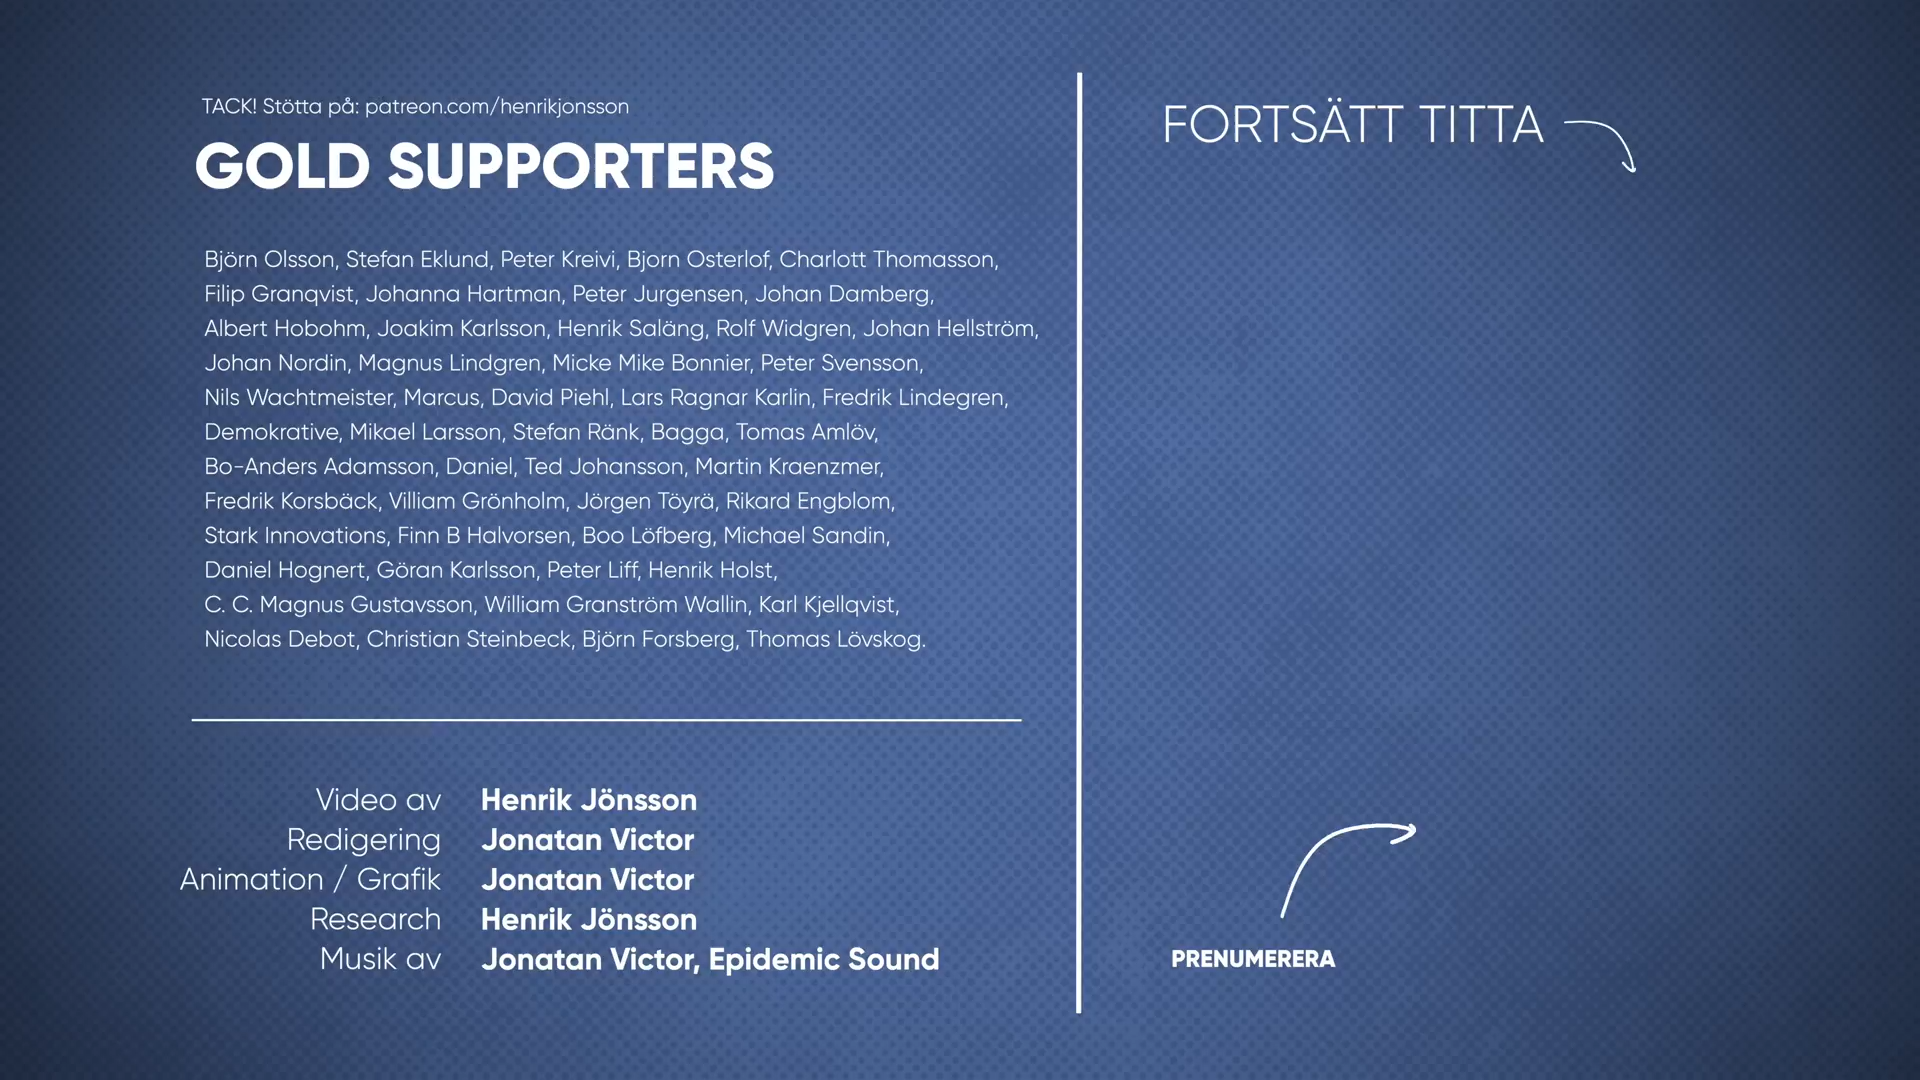 TACK! Stötta på: patreon.com/henrikjonsson
GOLD SUPPORTERS
Björn Olsson, Stefan Eklund, Peter Kreivi, Bjorn Osterlof, Charlott Thomasson,
Filip Granqvist, Johanna Hartman, Peter Jurgensen, Johan Damberg,
Albert Hobohm, Joakim Karlsson, Henrik Saläng, Rolf Widgren, Johan Hellström,
Johan Nordin, Magnus Lindgren, Micke Mike Bonnier, Peter Svensson,
Nils Wachtmeister, Marcus, David Piehl, Lars Ragnar Karlin, Fredrik Lindegren,
Demokrative, Mikael Larsson, Stefan Ränk, Bagga, Tomas Amlöv,
Bo-Anders Adamsson, Daniel, Ted Johansson, Martin Kraenzmer,
Fredrik Korsbäck, Villiam Grönholm, Jörgen Töyrä, Rikard Engblom,
Stark Innovations, Finn B Halvorsen, Boo Löfberg, Michael Sandin,
Daniel Hognert, Göran Karlsson, Peter Liff, Henrik Holst,
C. C. Magnus Gustavsson, William Granström Wallin, Karl Kjellqvist,
Nicolas Debot, Christian Steinbeck, Björn Forsberg, Thomas Lövskog.
Video av Henrik Jönsson
Redigering Jonatan Victor
Animation / Grafik Jonatan Victor
Research Henrik Jönsson
Musik av Jonatan Victor, Epidemic Sound
FORTSÄTT TITTA
PRENUMERERA